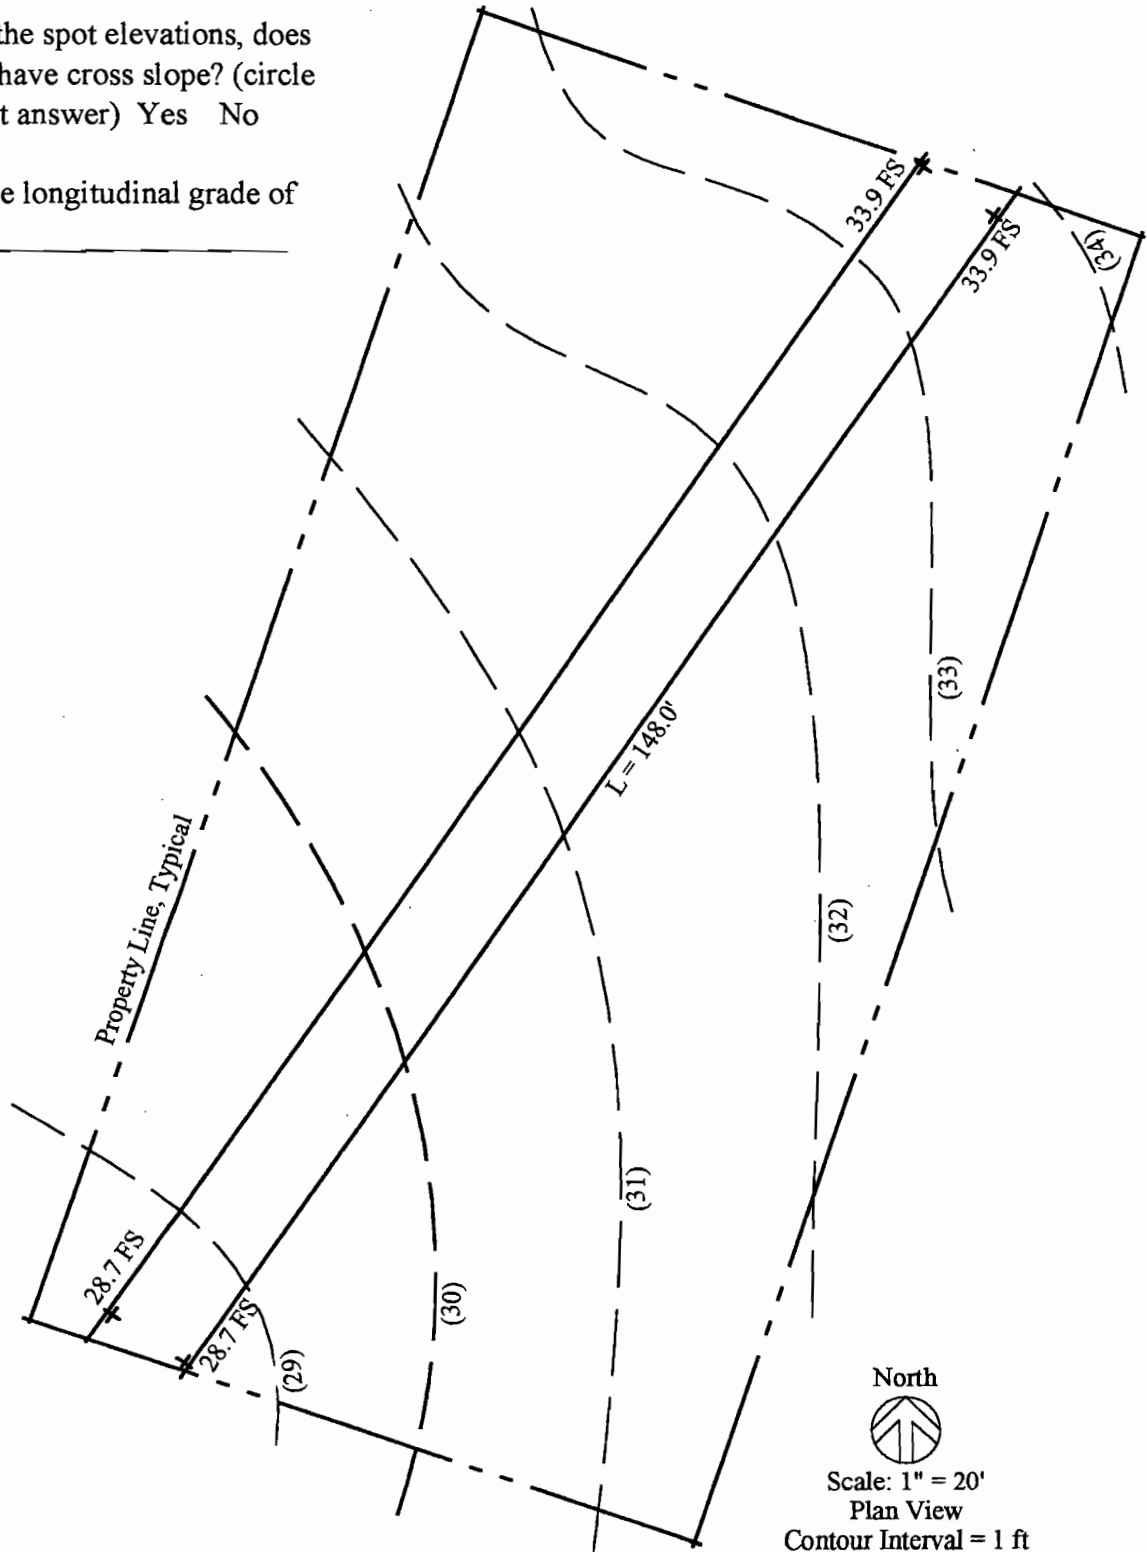 the spot elevations, does
have cross slope? (circle
t answer) Yes No
e longitudinal grade of
33.9 FS
33.9 FS
(34)
(33)
L = 148.0'
Property Line, Typical
(32)
(31)
28.7 FS
28.7 FS
(30)
(29)
North
Scale: 1" = 20'
Plan View
Contour Interval = 1 ft